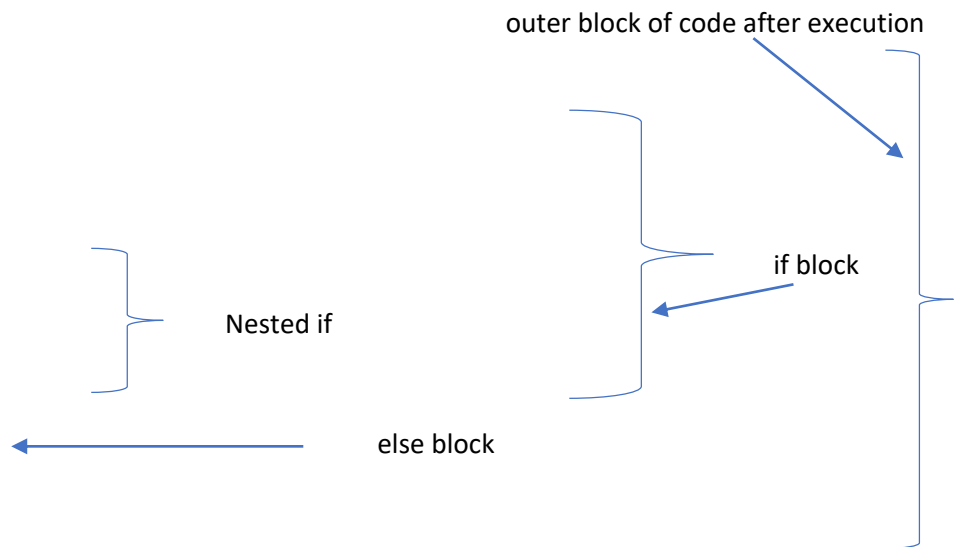 outer block of code after execution
if block
Nested if
else block